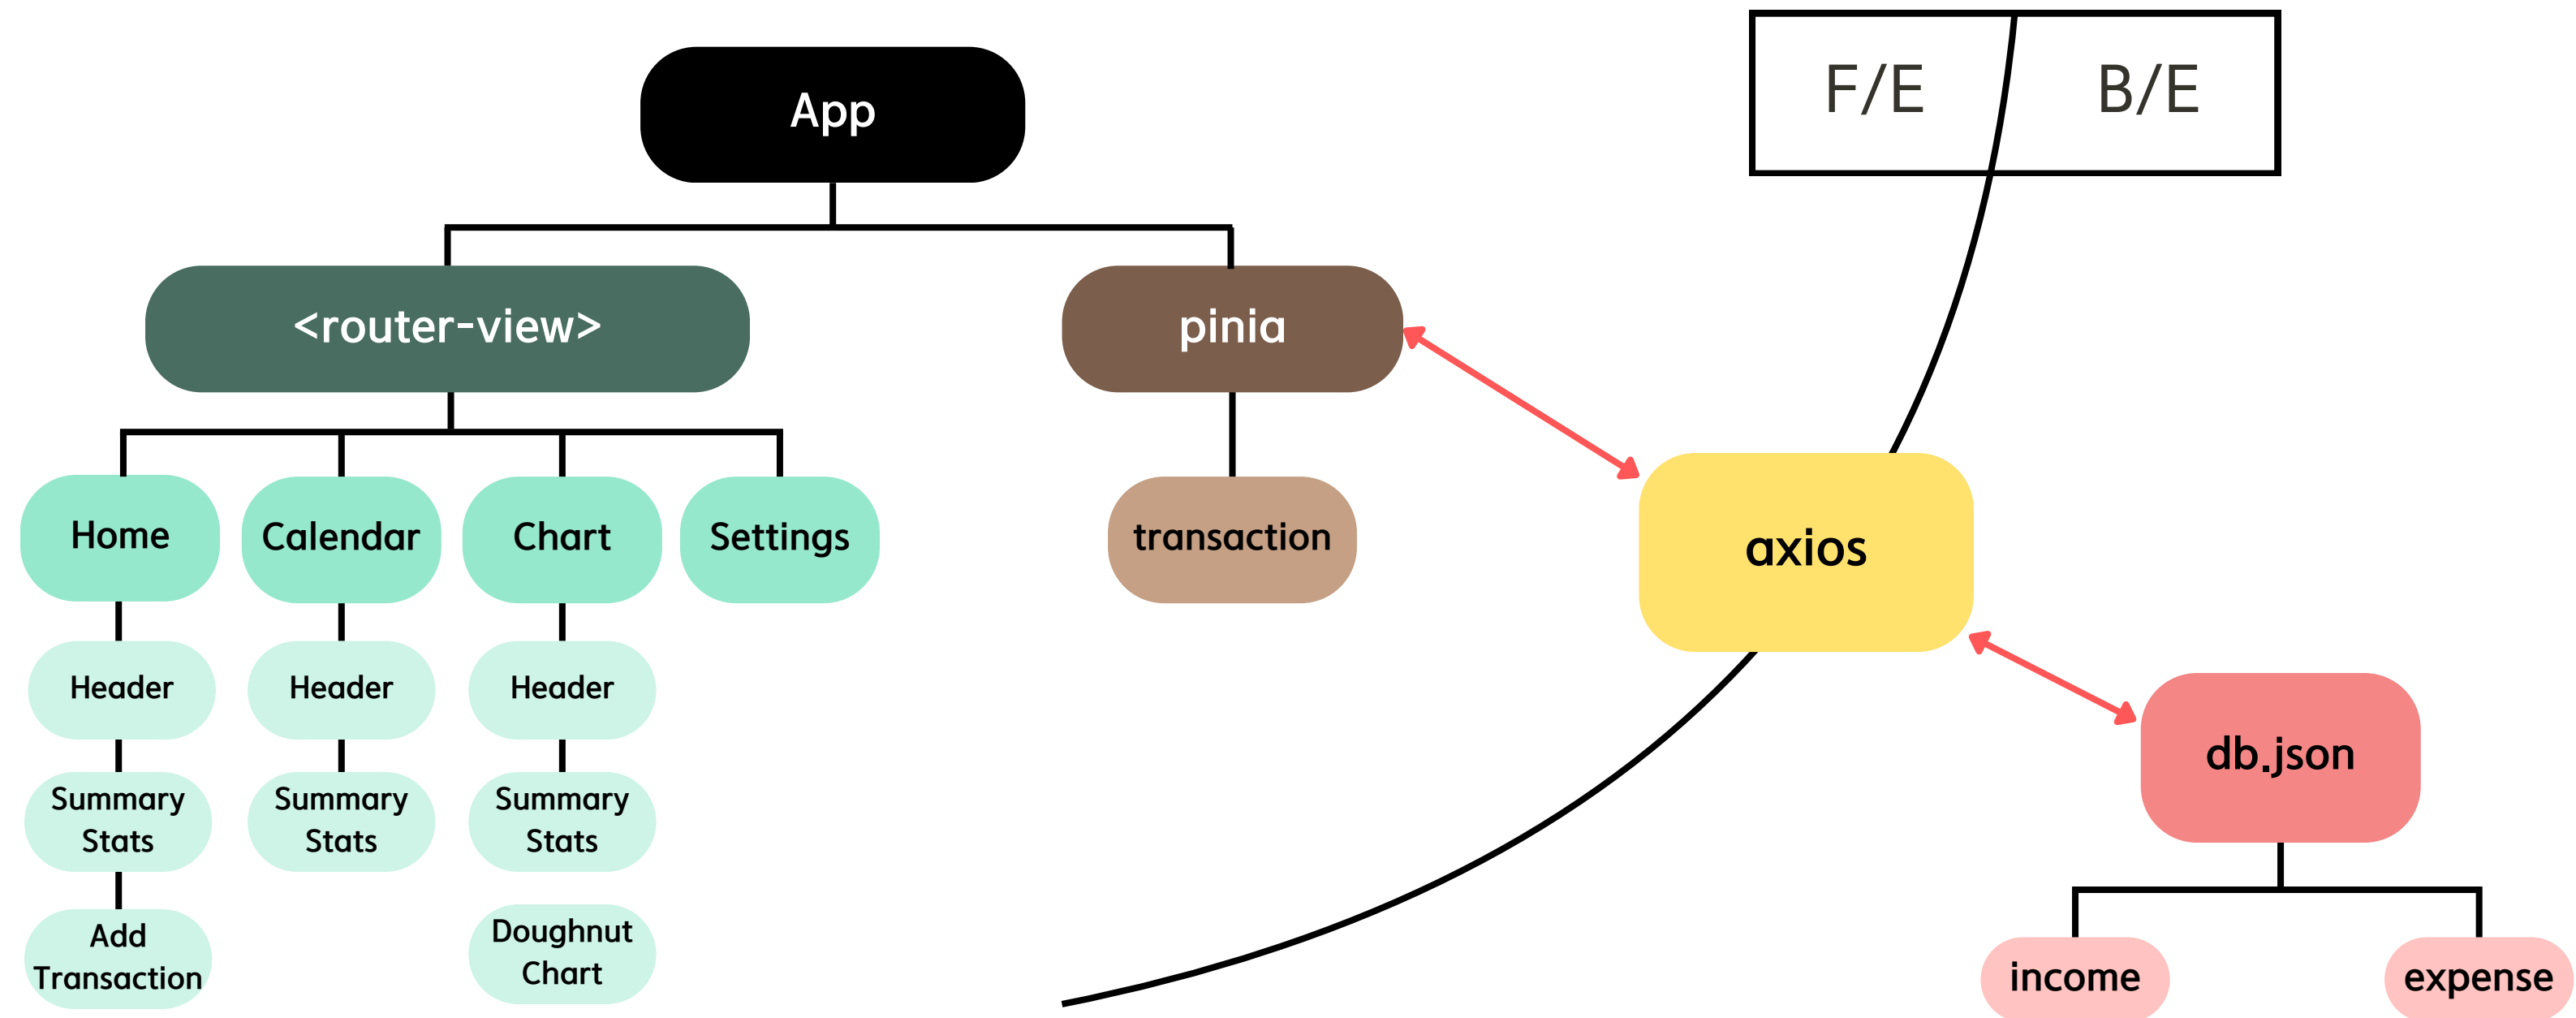 App
F/E
B/E
<router-view>
pinia
Home
Calendar
Chart
Settings
transaction
axios
Header
Header
Header
db.json
Summary
Stats
Summary
Stats
Summary
Stats
Add
Transaction
Doughnut
Chart
income
expense